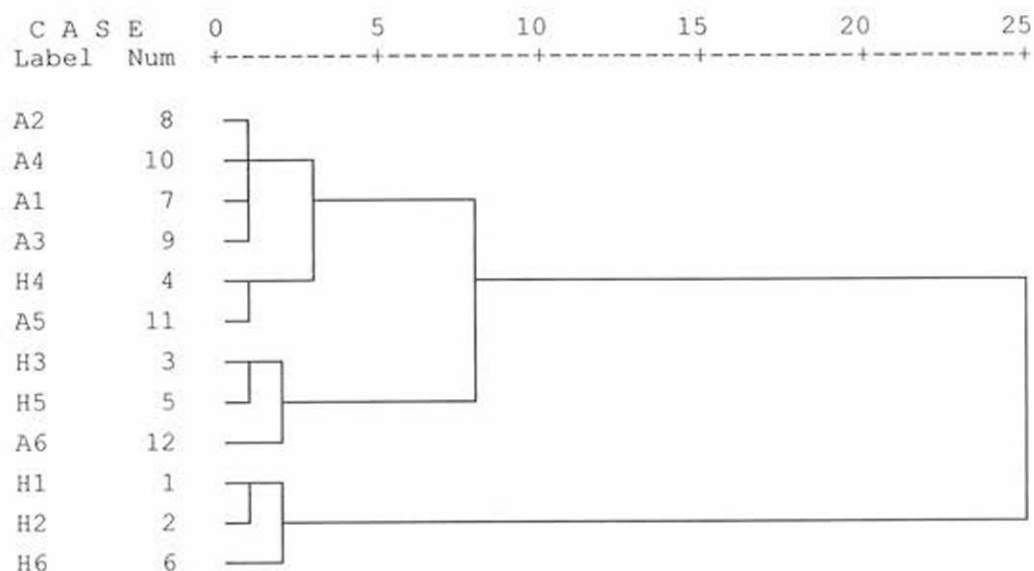 C A S E 0 5 10 15 20 25
Label Num +---------+---------+---------+---------+---------+
A2 8
A4 10
A1 7
A3 9
H4 4
A5 11
H3 3
H5 5
A6 12
H1 1
H2 2
H6 6